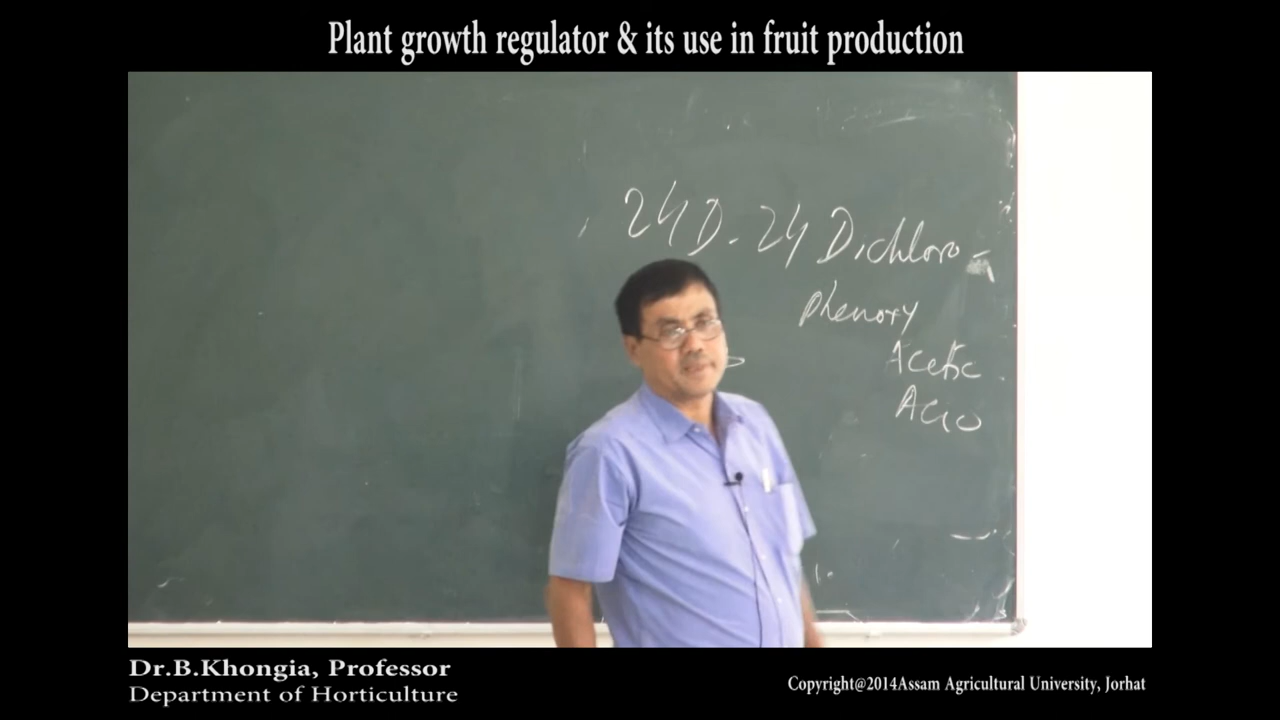 Plant growth regulator & its use in fruit production
24D - 24 Dichloro -
phenoxy
Acetic
Acid
Dr.B.Khongia, Professor
Department of Horticulture
Copyright@2014Assam Agricultural University, Jorhat